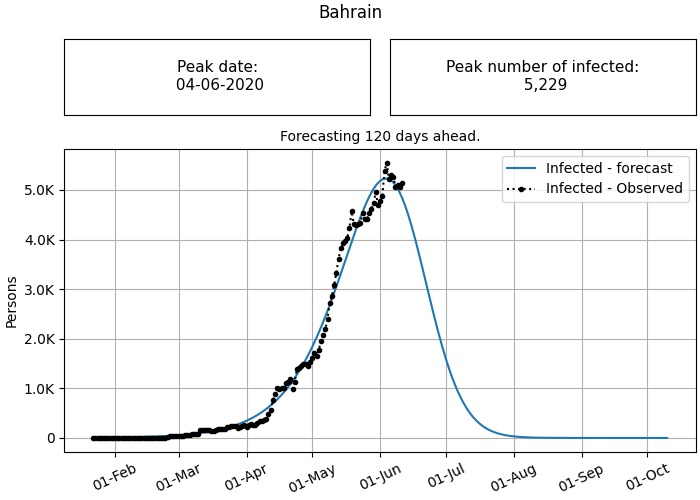 Bahrain
Peak date:
04-06-2020
Peak number of infected:
5,229
Forecasting 120 days ahead.
Infected - forecast
Infected - Observed
Persons
5.0K
4.0K
3.0K
2.0K
1.0K
0
01-Feb
01-Mar
01-Apr
01-May
01-Jun
01-Jul
01-Aug
01-Sep
01-Oct